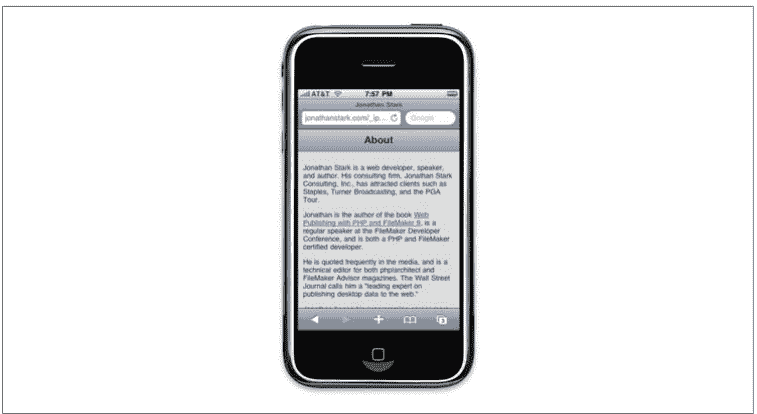 AT&T 7:57 PM
Jonathan Stark
jonathanstark.com/_ip... Google
About
Jonathan Stark is a web developer, speaker,
and author. His consulting firm, Jonathan Stark
Consulting, Inc., has attracted clients such as
Staples, Turner Broadcasting, and the PGA
Tour.
Jonathan is the author of the book Web
Publishing with PHP and FileMaker 9, is a
regular speaker at the FileMaker Developer
Conference, and is both a PHP and FileMaker
certified developer.
He is quoted frequently in the media, and is a
technical editor for both php|architect and
FileMaker Advisor magazines. The Wall Street
Journal calls him a "leading expert on
publishing desktop data to the web."